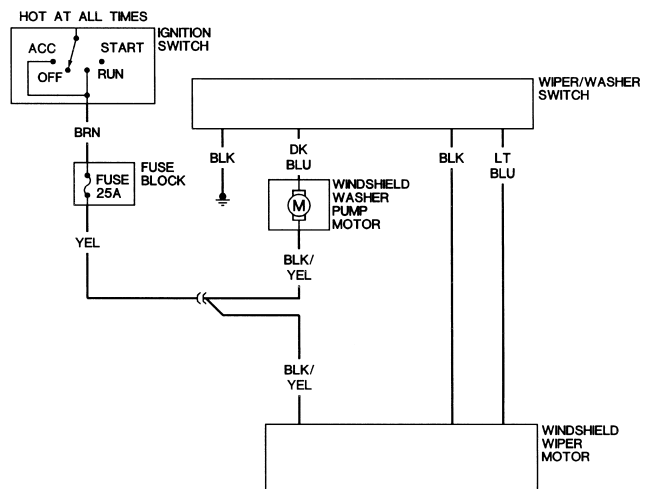 HOT AT ALL TIMES
IGNITION
SWITCH
ACC
START
OFF
RUN
WIPER/WASHER
SWITCH
BRN
BLK
DK
BLU
BLK
LT
BLU
FUSE
BLOCK
FUSE
25A
WINDSHIELD
WASHER
PUMP
MOTOR
M
YEL
BLK/
YEL
BLK/
YEL
WINDSHIELD
WIPER
MOTOR